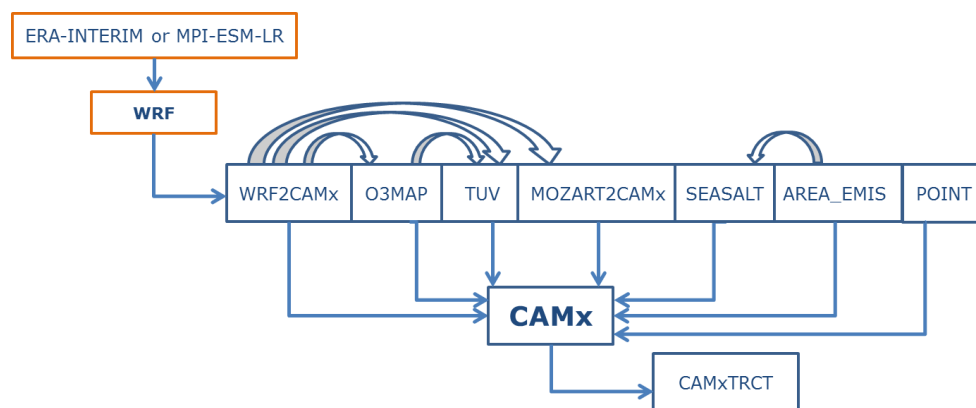 ERA-INTERIM or MPI-ESM-LR
WRF
WRF2CAMx O3MAP TUV MOZART2CAMx SEASALT AREA_EMIS POINT
CAMx
CAMxTRCT